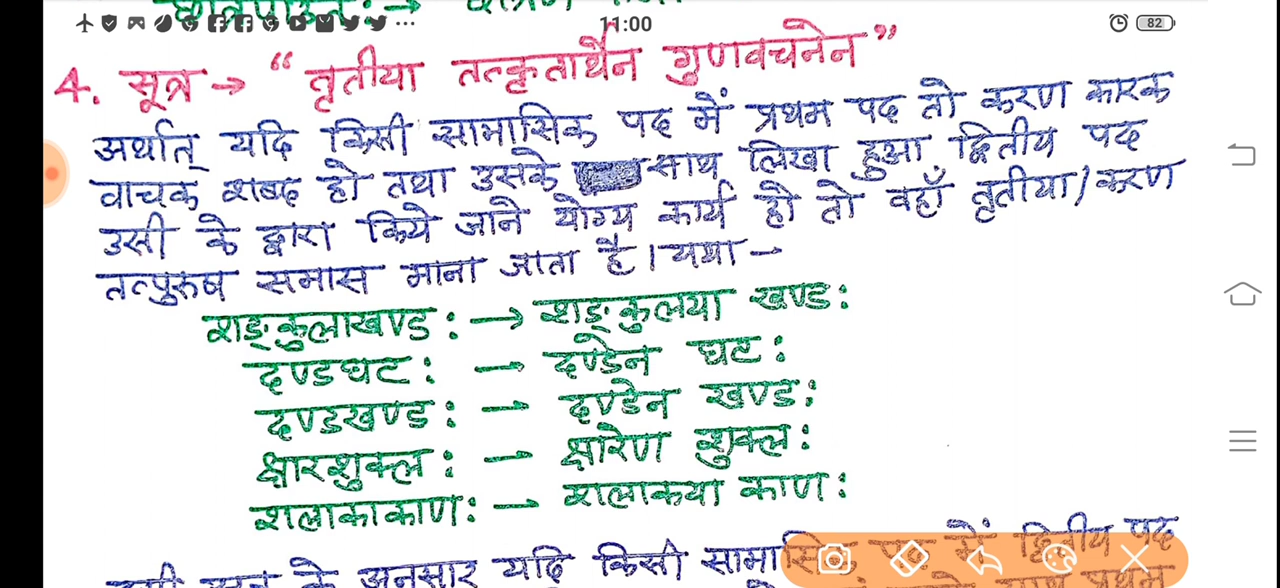 11:00
82
4. सूत्र → “तृतीया तत्कृतार्थेन गुणवचनेन”
अर्थात् यदि किसी सामासिक पद में प्रथम पद तो करण कारक
वाचक शब्द हो तथा उसके साथ लिखा हुआ द्वितीय पद
उसी के द्वारा किये जाने योग्य कार्य हो तो वहाँ तृतीया/करण
तत्पुरुष समास माना जाता है। यथा →
शङ्कुलाखण्ड: → शङ्कुलया खण्ड:
दण्डघट: → दण्डेन घट:
दण्डखण्ड: → दण्डेन खण्ड:
क्षारशुक्ल: → क्षारेण शुक्ल:
शलाकाकाण: → शलाकया काण:
के अनुसार यदि किसी सामासिक पद में द्वितीय पद